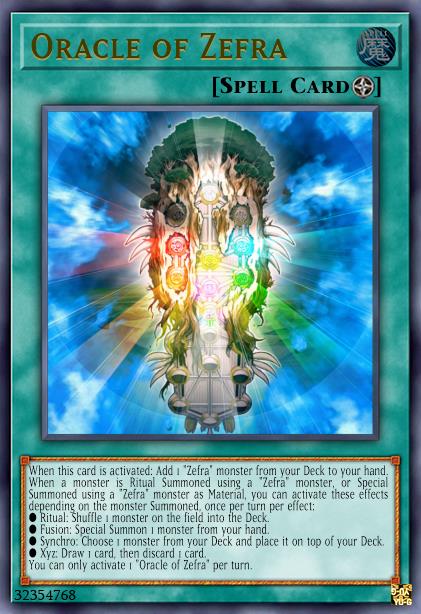 ORACLE OF ZEFRA
SPELL
魔
[SPELL CARD]
When this card is activated: Add 1 "Zefra" monster from your Deck to your hand.
When a monster is Ritual Summoned using a "Zefra" monster, or Special
Summoned using a "Zefra" monster as Material, you can activate these effects
depending on the monster Summoned, once per turn per effect:
● Ritual: Shuffle 1 monster on the field into the Deck.
● Fusion: Special Summon 1 monster from your hand.
● Synchro: Choose 1 monster from your Deck and place it on top of your Deck.
● Xyz: Draw 1 card, then discard 1 card.
You can only activate 1 "Oracle of Zefra" per turn.
32354768